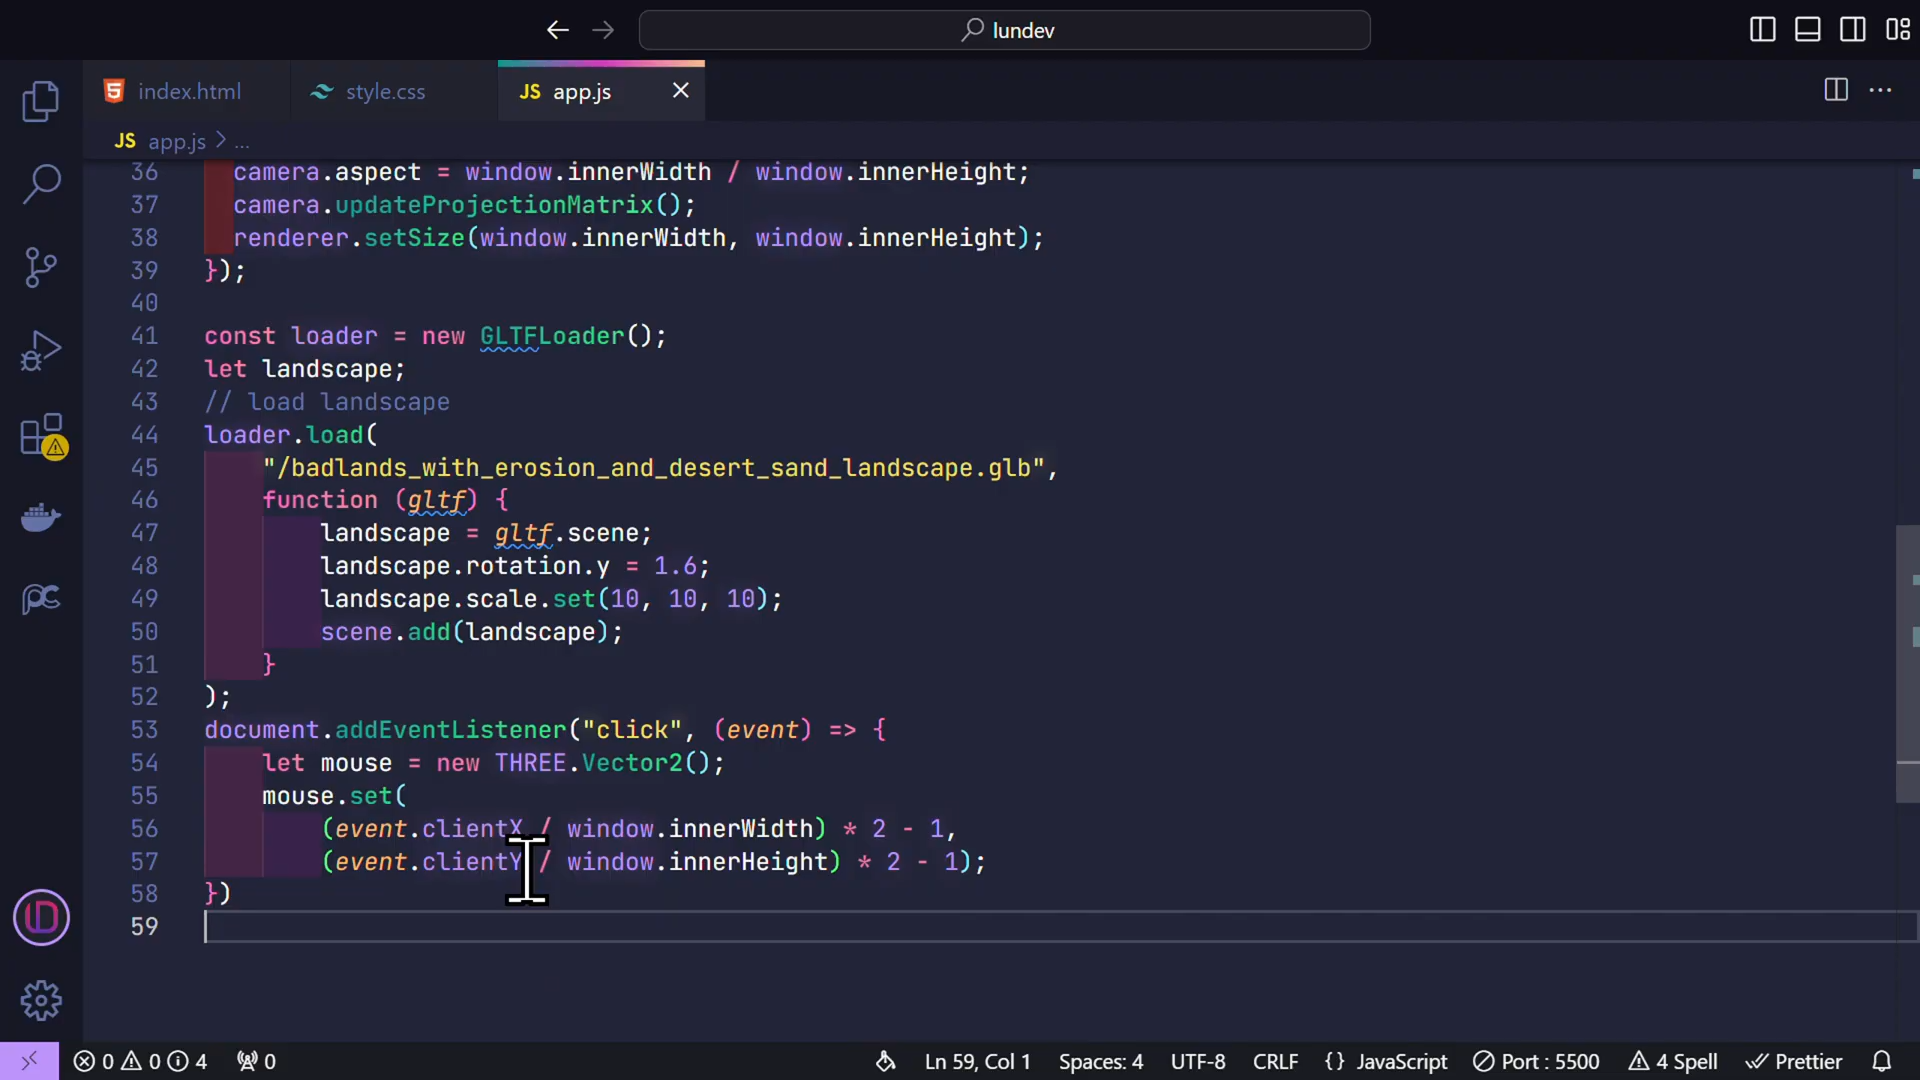 lundev
index.html
style.css
JS app.js
JS app.js > ...
36 camera.aspect = window.innerWidth / window.innerHeight;
37 camera.updateProjectionMatrix();
38 renderer.setSize(window.innerWidth, window.innerHeight);
39 });
40
41 const loader = new GLTFLoader();
42 let landscape;
43 // load landscape
44 loader.load(
45 "/badlands_with_erosion_and_desert_sand_landscape.glb",
46 function (gltf) {
47 landscape = gltf.scene;
48 landscape.rotation.y = 1.6;
49 landscape.scale.set(10, 10, 10);
50 scene.add(landscape);
51 }
52 );
53 document.addEventListener("click", (event) => {
54 let mouse = new THREE.Vector2();
55 mouse.set(
56 (event.clientX / window.innerWidth) * 2 - 1,
57 (event.clientY / window.innerHeight) * 2 - 1);
58 })
59
0 0 4 0 Ln 59, Col 1 Spaces: 4 UTF-8 CRLF {} JavaScript Port : 5500 4 Spell Prettier